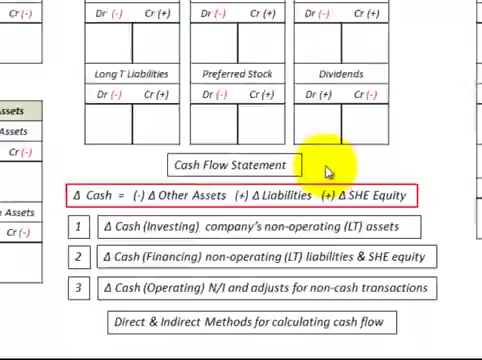 Cr (-) Dr (-) Cr (+) Dr (-) Cr (+) Dr (-) Cr (+)
Long T Liabilities Preferred Stock Dividends
Dr (-) Cr (+) Dr (-) Cr (+) Dr (+) Cr (-)
Assets
Cr (-)
Assets
Cr (-)
Cash Flow Statement
Δ Cash = (-) Δ Other Assets (+) Δ Liabilities (+) Δ SHE Equity
1 Δ Cash (Investing) company's non-operating (LT) assets
2 Δ Cash (Financing) non-operating (LT) liabilities & SHE equity
3 Δ Cash (Operating) N/I and adjusts for non-cash transactions
Direct & Indirect Methods for calculating cash flow